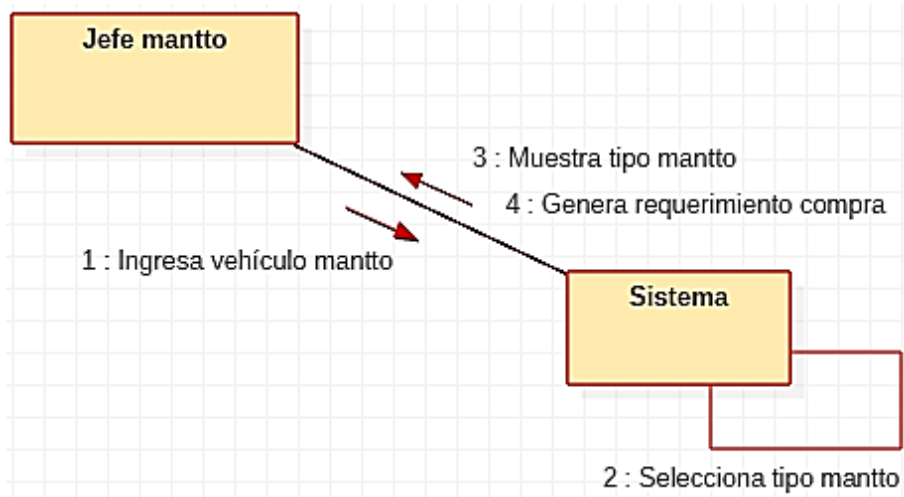 Jefe mantto
3 : Muestra tipo mantto
4 : Genera requerimiento compra
1 : Ingresa vehículo mantto
Sistema
2 : Selecciona tipo mantto